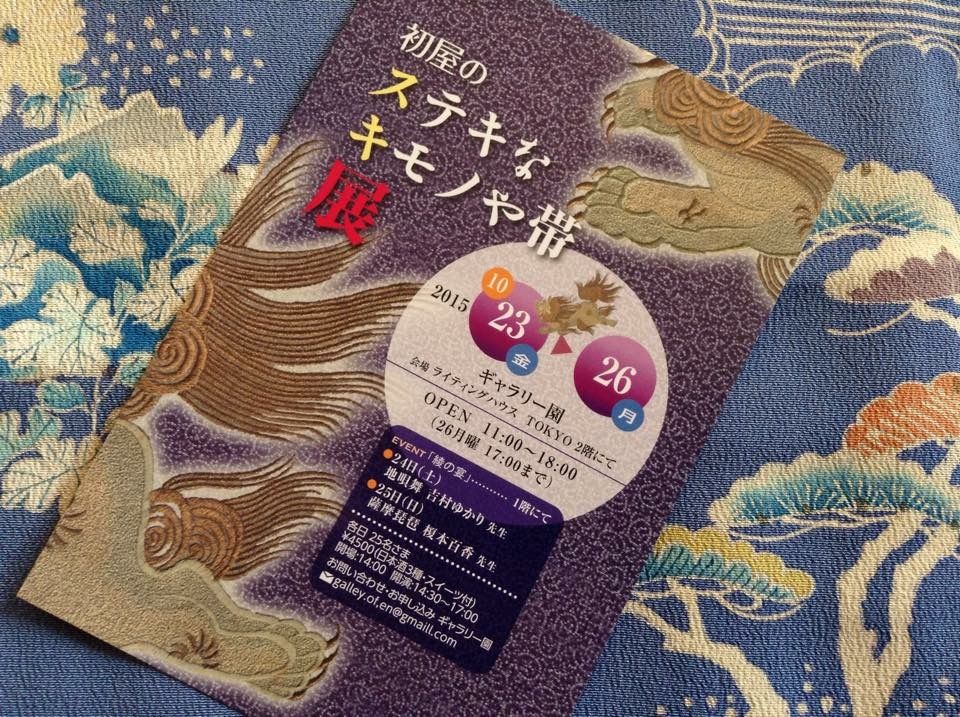 初屋の
ステキな
キモノや帯
展
2015
10
23
金
26
月
ギャラリー園
会場 ライティングハウス TOKYO 2階にて
OPEN 11:00〜18:00
(26月曜 17:00まで)
EVENT「綾の宴」......... 1階にて
●24日(土)
地唄舞 吉村ゆかり 先生
●25日(日)
薩摩琵琶 榎本百香 先生
各日 25名さま
¥4500(日本酒3種・スイーツ付)
開場:14:00 開演:14:30〜17:00
お問い合わせ・お申し込み ギャラリー園
galley.of.en@gmaill.com